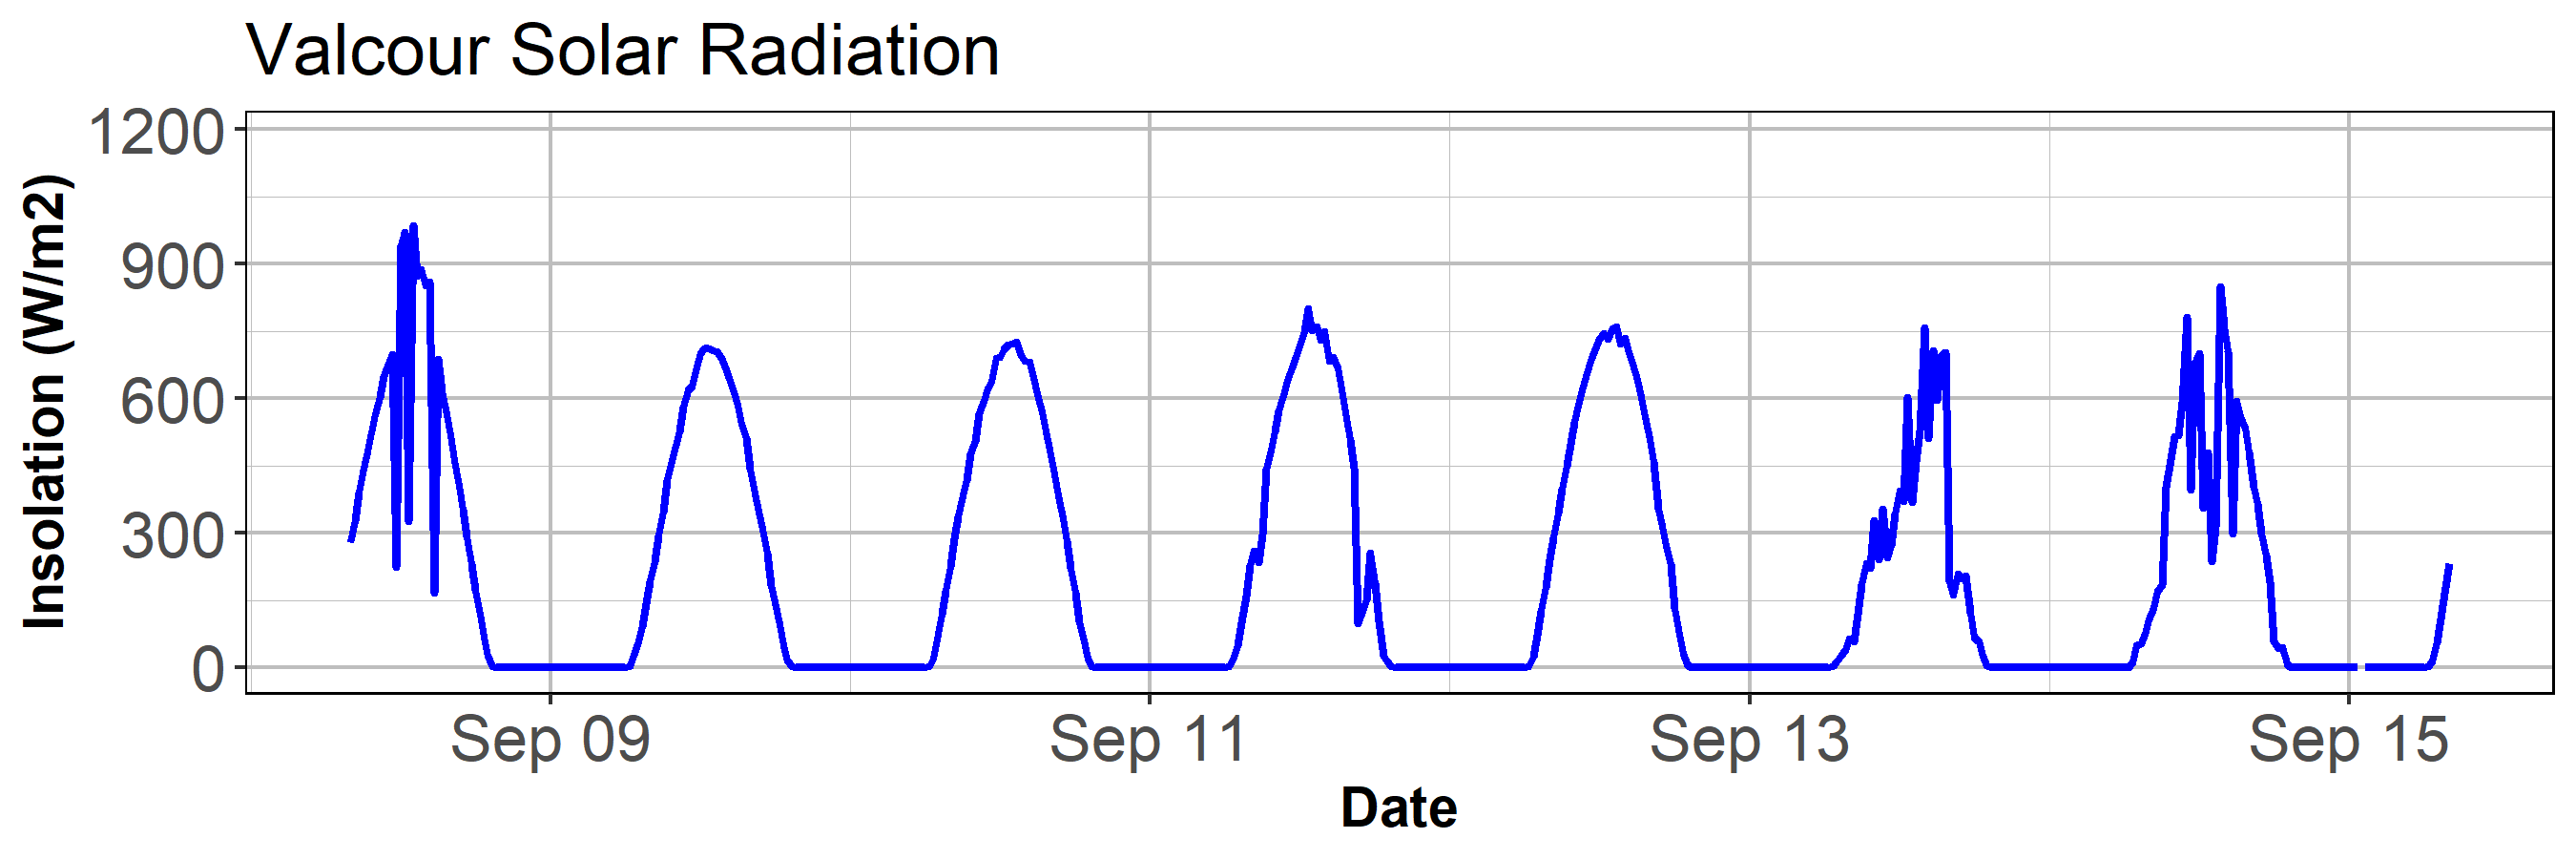 Valcour Solar Radiation
1200
900
600
300
0
Insolation (W/m2)
Sep 09 Sep 11 Sep 13 Sep 15
Date